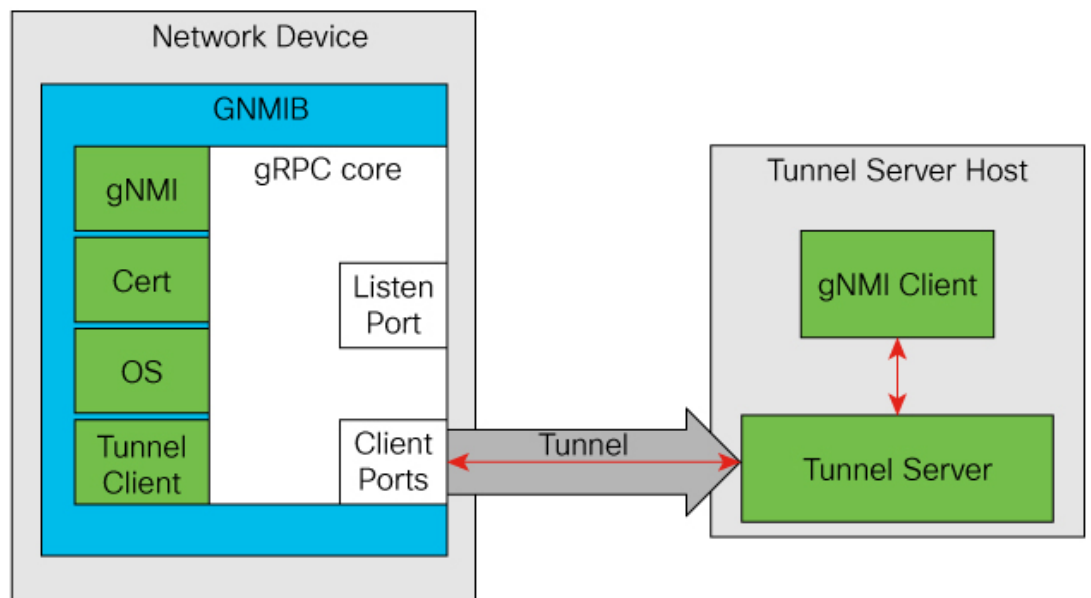 Network Device
GNMIB
gNMI
gRPC core
Cert
Listen
Port
OS
Tunnel
Client
Client
Ports
Tunnel
Tunnel Server Host
gNMI Client
Tunnel Server